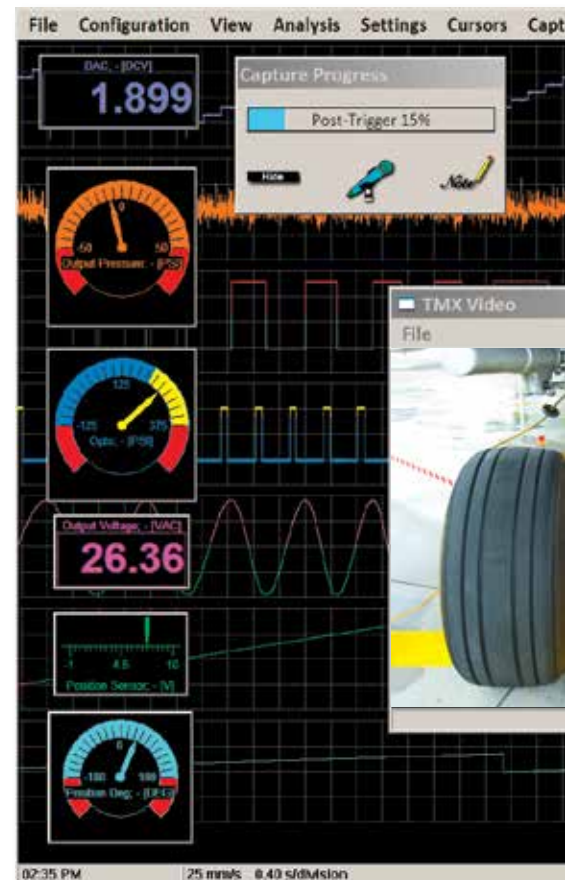 File Configuration View Analysis Settings Cursors Capt
DAC; - [DCV]
1.899
Capture Progress
Post-Trigger 15%
Hide
Note
0
-50 50
Output Pressure; - [PSI]
TMX Video
File
125
-125 375
Opts; - [PSI]
Output Voltage; - [VAC]
26.36
-1 4.5 10
Position Sensor; - [V]
0
-180 180
Position Deg; - [DEG]
02:35 PM 25 mm/s 0.40 s/division